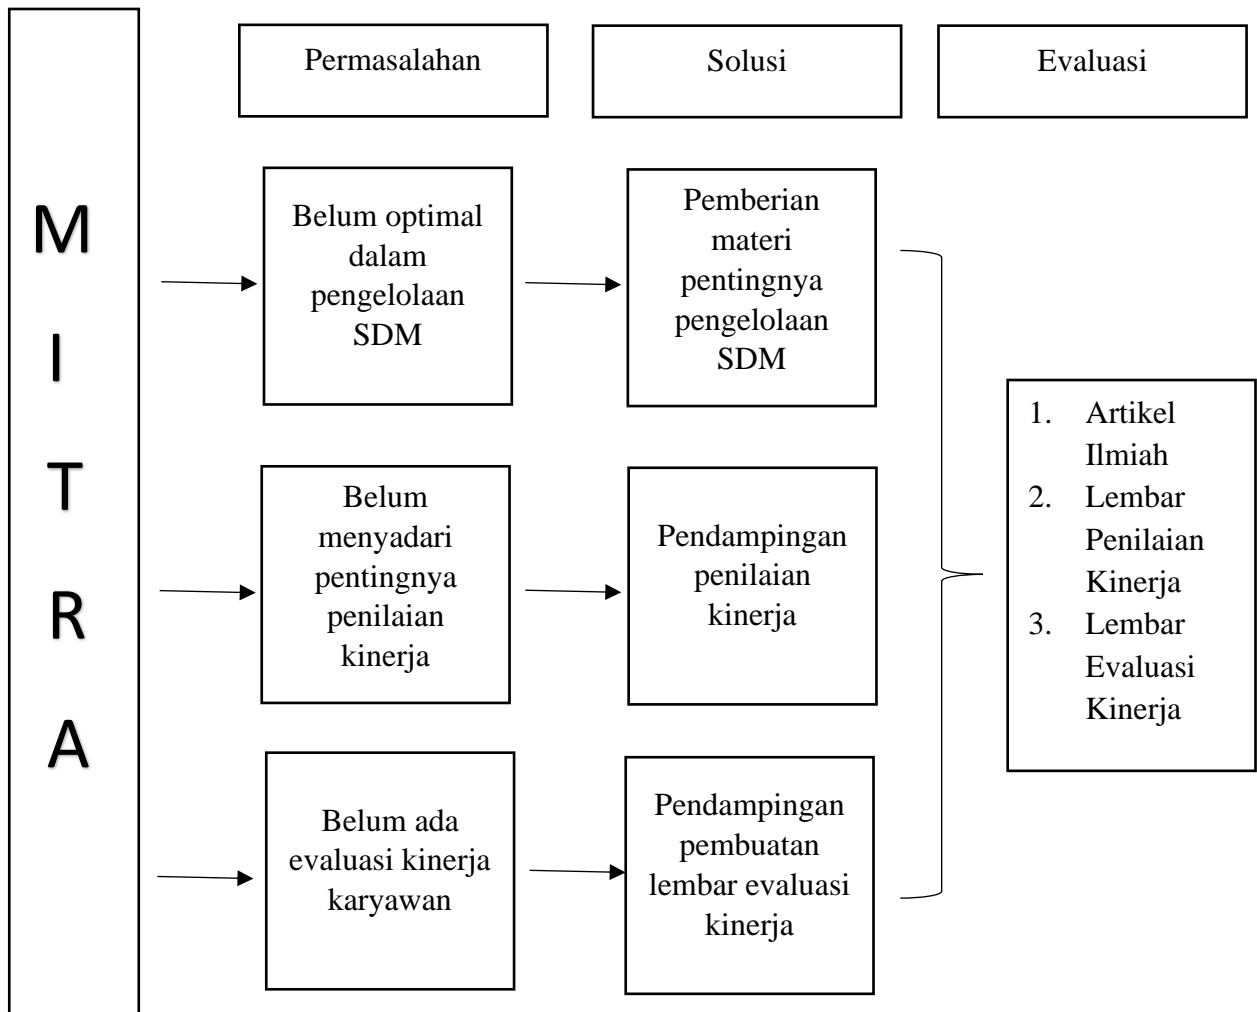 M
I
T
R
A
Permasalahan
Solusi
Evaluasi
Belum optimal
dalam
pengelolaan
SDM
Pemberian
materi
pentingnya
pengelolaan
SDM
Belum
menyadari
pentingnya
penilaian
kinerja
Pendampingan
penilaian
kinerja
Belum ada
evaluasi kinerja
karyawan
Pendampingan
pembuatan
lembar evaluasi
kinerja
1. Artikel
Ilmiah
2. Lembar
Penilaian
Kinerja
3. Lembar
Evaluasi
Kinerja